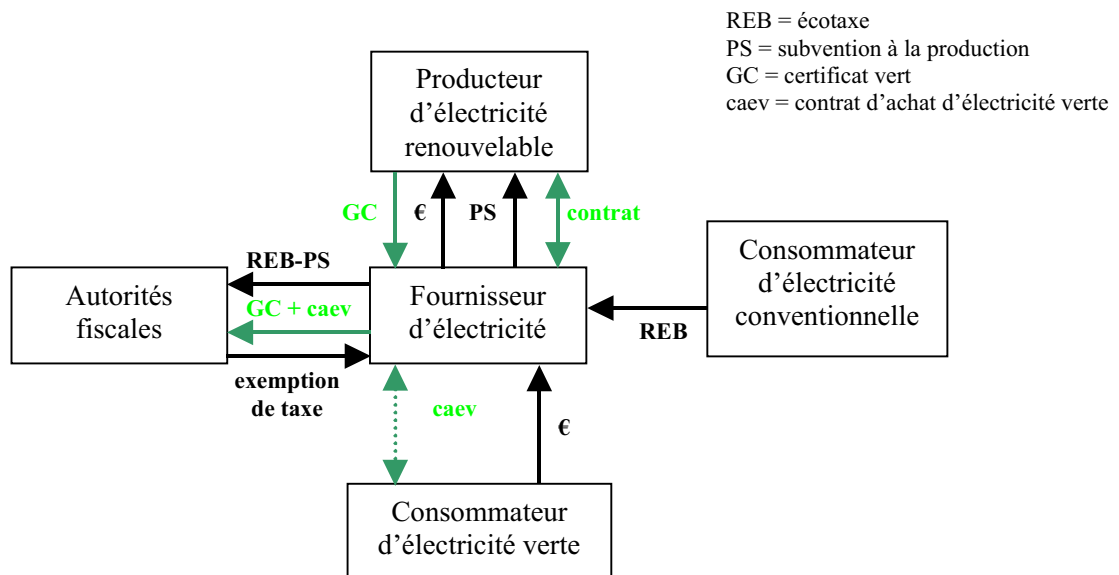 REB = écotaxe
PS = subvention à la production
GC = certificat vert
caev = contrat d’achat d’électricité verte
Producteur
d’électricité
renouvelable
GC
€
PS
contrat
Consommateur
d’électricité
conventionnelle
REB-PS
Autorités
fiscales
GC + caev
Fournisseur
d’électricité
REB
exemption
de taxe
caev
€
Consommateur
d’électricité verte